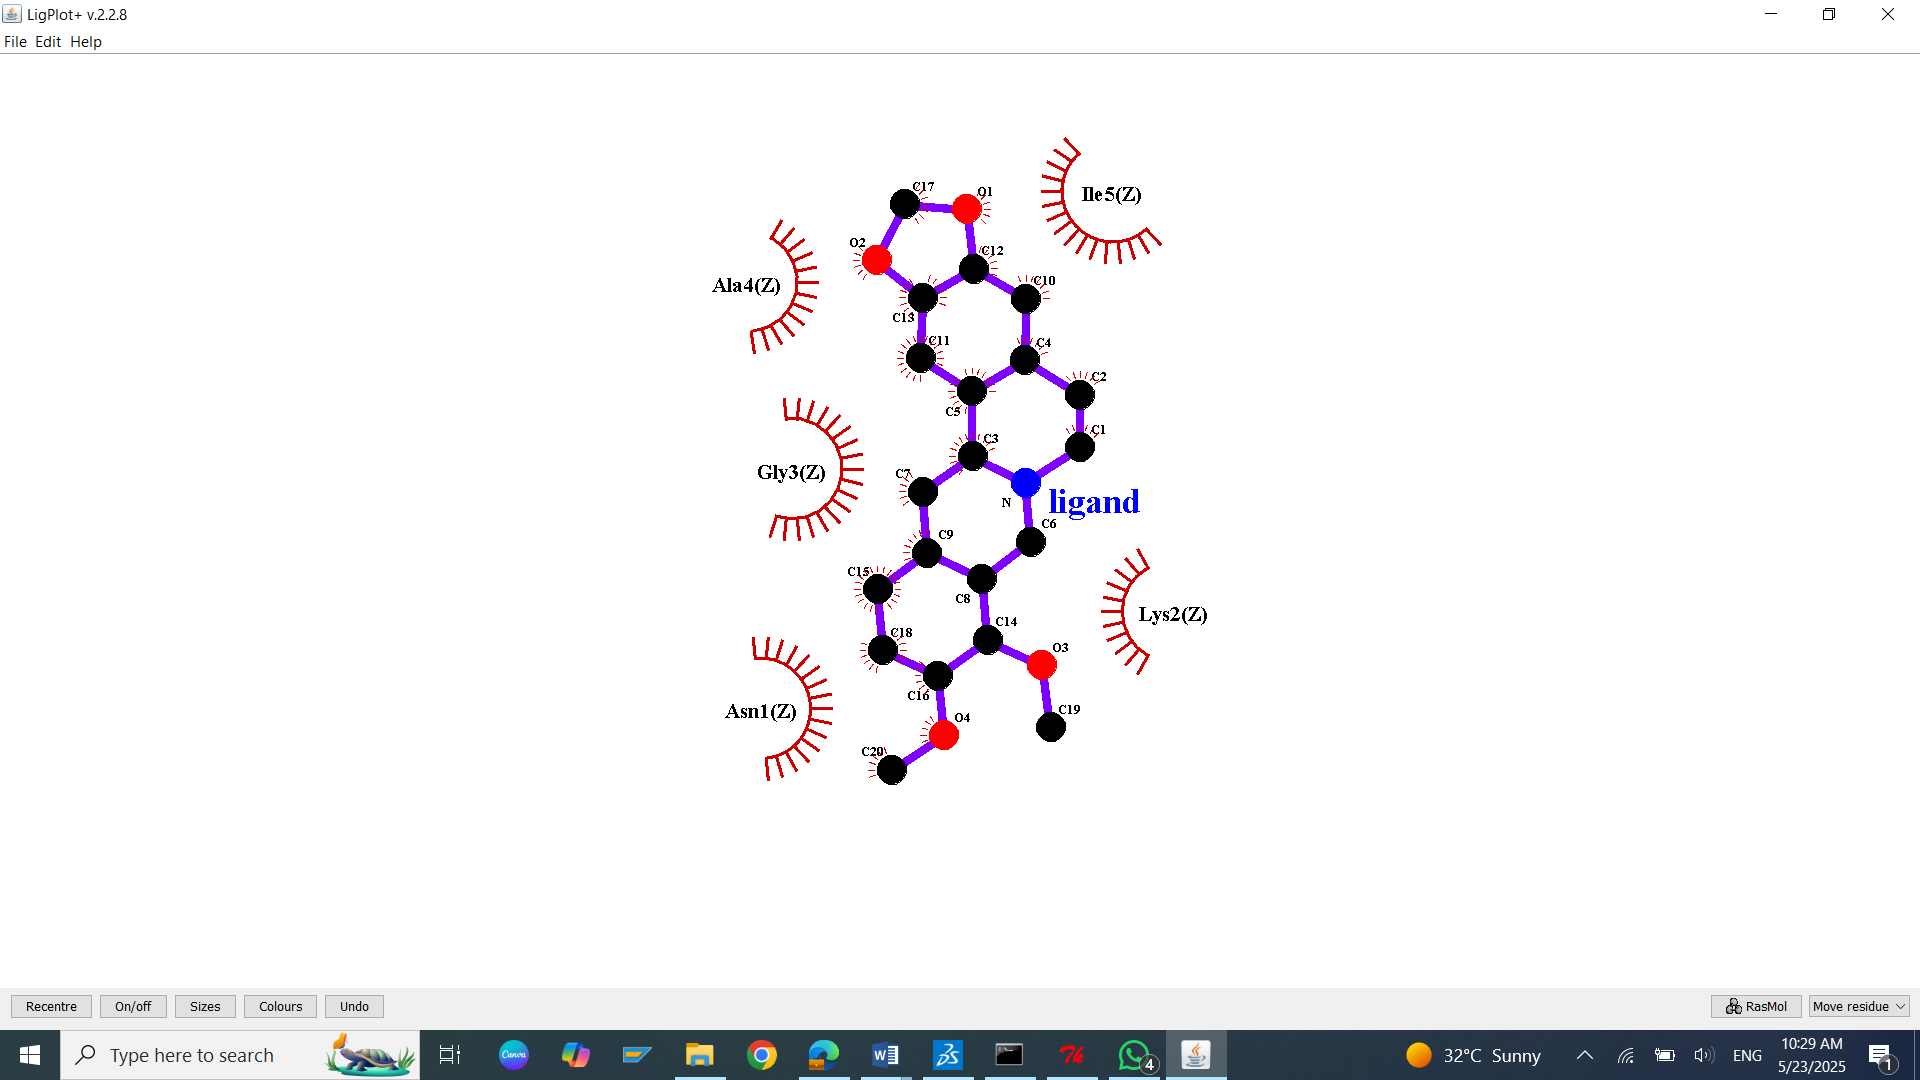 LigPlot+ v.2.2.8
File Edit Help
C17
O1
Ile5(Z)
O2
C12
Ala4(Z)
C10
C13
C11
C4
C2
C5
C1
C3
Gly3(Z)
C7
N
ligand
C6
C9
C15
C8
Lys2(Z)
C14
C18
O3
C16
Asn1(Z)
O4
C19
C20
Recentre On/off Sizes Colours Undo RasMol Move residue
Type here to search
Canva
4
32°C Sunny
ENG
10:29 AM
5/23/2025
1